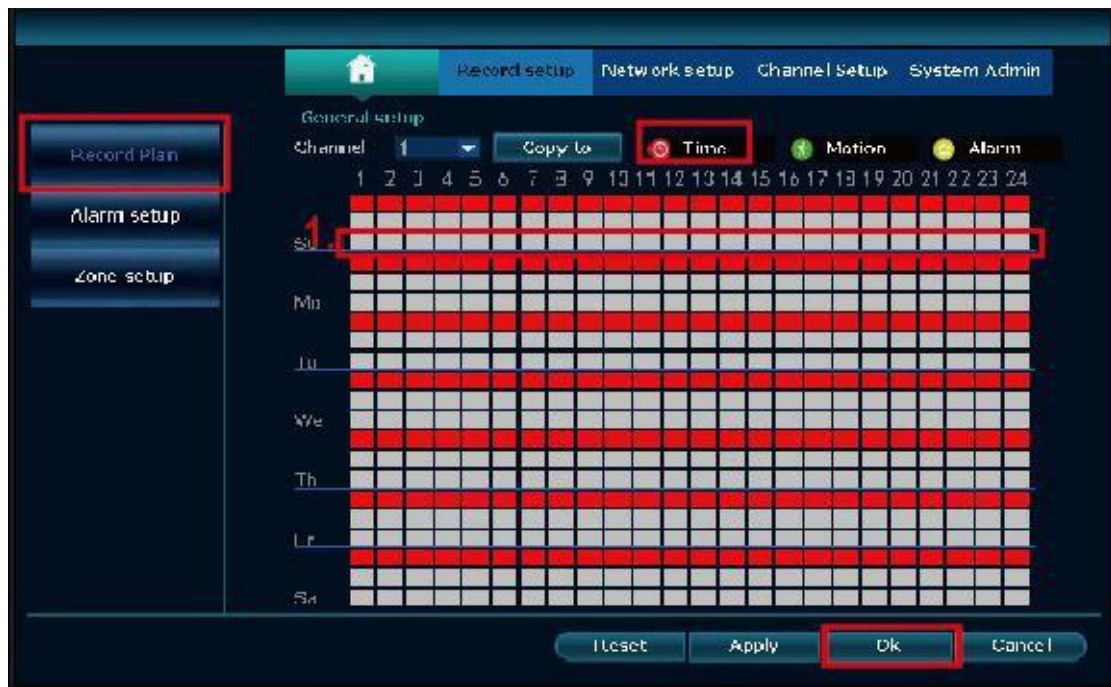 Record setup Network setup Channel Setup System Admin
General setup
Channel 1 Copy to Time Motion Alarm
1 2 3 4 5 6 7 8 9 10 11 12 13 14 15 16 17 18 19 20 21 22 23 24
Record Plan
Alarm setup
Zone setup
1.
Su
Mo
Tu
We
Th
Fr
Sa
Reset Apply Ok Cancel